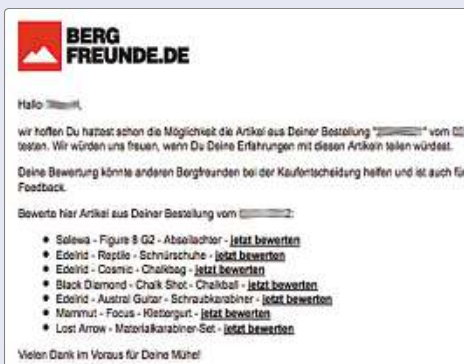 BERG
FREUNDE.DE
Hallo
wir hoffen Du hattest schon die Möglichkeit die Artikel aus Deiner Bestellung " " vom
testen. Wir würden uns freuen, wenn Du Deine Erfahrungen mit diesen Artikeln teilen würdest.
Deine Bewertung könnte anderen Bergfreunden bei der Kaufentscheidung helfen und ist auch für
Feedback.
Bewerte hier Artikel aus Deiner Bestellung vom 2:
Salewa - Figure 8 G2 - Abseilachter - jetzt bewerten
Edelrid - Reptile - Schnürschuhe - jetzt bewerten
Edelrid - Cosmic - Chalkbag - jetzt bewerten
Black Diamond - Chalk Shot - Chalkball - jetzt bewerten
Edelrid - Austral Guitar - Schraubkarabiner - jetzt bewerten
Mammut - Focus - Klettergurt - jetzt bewerten
Lost Arrow - Materialkarabiner-Set - jetzt bewerten
Vielen Dank im Voraus für Deine Mühe!